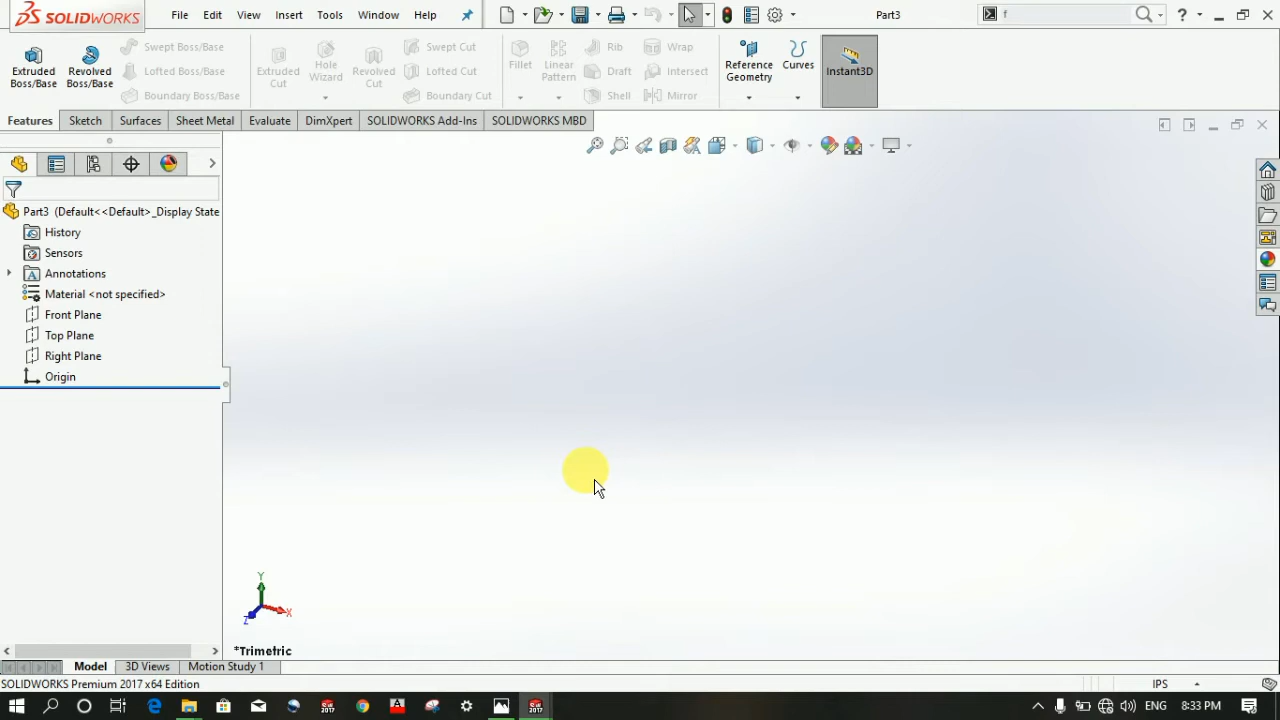 SOLIDWORKS File Edit View Insert Tools Window Help Part3 f ?
Extruded Boss/Base
Revolved Boss/Base
Swept Boss/Base
Lofted Boss/Base
Boundary Boss/Base
Extruded Cut
Hole Wizard
Revolved Cut
Swept Cut
Lofted Cut
Boundary Cut
Fillet
Linear Pattern
Rib
Draft
Shell
Wrap
Intersect
Mirror
Reference Geometry
Curves
Instant3D
Features Sketch Surfaces Sheet Metal Evaluate DimXpert SOLIDWORKS Add-Ins SOLIDWORKS MBD
Part3 (Default<<Default>_Display State
History
Sensors
Annotations
Material <not specified>
Front Plane
Top Plane
Right Plane
Origin
Y
X
Z
*Trimetric
Model 3D Views Motion Study 1
SOLIDWORKS Premium 2017 x64 Edition IPS
ENG 8:33 PM